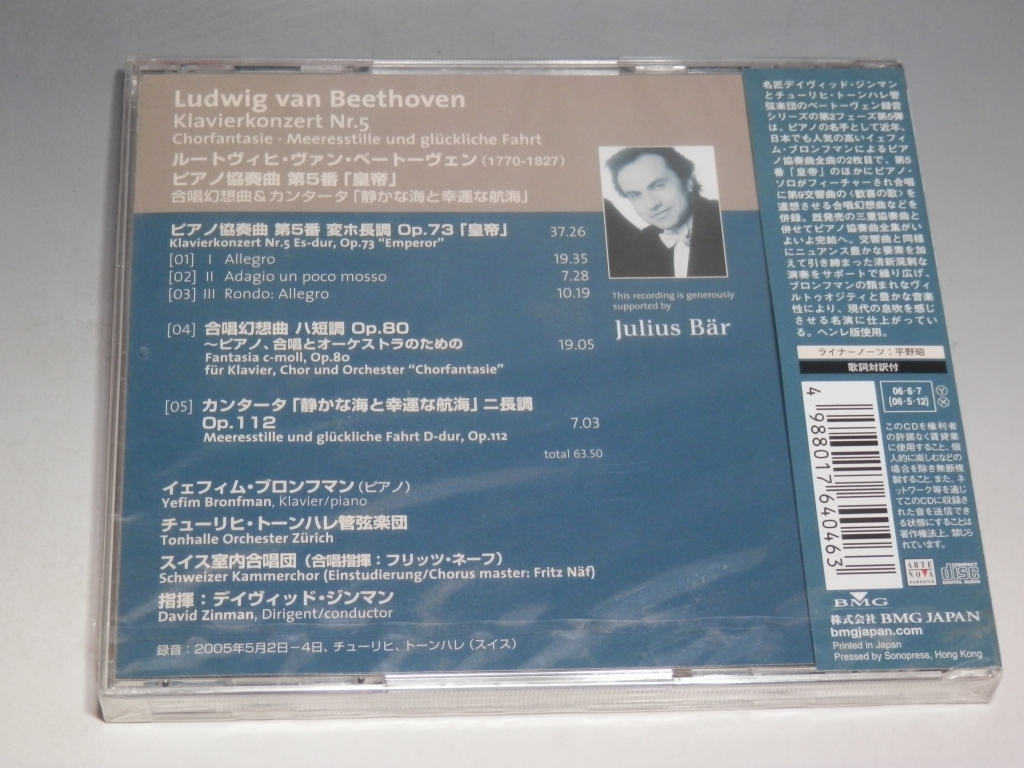 Ludwig van Beethoven
Klavierkonzert Nr.5
Chorfantasie · Meeresstille und glückliche Fahrt
ルートヴィヒ・ヴァン・ベートーヴェン (1770-1827)
ピアノ協奏曲 第5番「皇帝」
合唱幻想曲&カンタータ「静かな海と幸運な航海」
ピアノ協奏曲 第5番 変ホ長調 Op.73「皇帝」 37.26
Klavierkonzert Nr.5 Es-dur, Op.73 "Emperor"
[01] I Allegro 19.35
[02] II Adagio un poco mosso 7.28
[03] III Rondo: Allegro 10.19
[04] 合唱幻想曲 ハ短調 Op.80
～ピアノ、合唱とオーケストラのための 19.05
Fantasia c-moll, Op.80
für Klavier, Chor und Orchester "Chorfantasie"
[05] カンタータ「静かな海と幸運な航海」ニ長調
Op.112 7.03
Meeresstille und glückliche Fahrt D-dur, Op.112
total 63.50
イェフィム・ブロンフマン (ピアノ)
Yefim Bronfman, Klavier/piano
チューリヒ・トーンハレ管弦楽団
Tonhalle Orchester Zürich
スイス室内合唱団 (合唱指揮：フリッツ・ネーフ)
Schweizer Kammerchor (Einstudierung/Chorus master: Fritz Näf)
指揮：デイヴィッド・ジンマン
David Zinman, Dirigent/conductor
録音：2005年5月2日－4日、チューリヒ、トーンハレ (スイス)
This recording is generously
supported by
Julius Bär
名匠デイヴィッド・ジンマン
とチューリヒ・トーンハレ管
弦楽団のベートーヴェン録音
シリーズの第2フェーズ第5弾
は、ピアノの名手として近年、
日本でも人気の高いイェフィ
ム・ブロンフマンによるピア
ノ協奏曲全曲の2枚目で、第5
番「皇帝」のほかにピアノ・
ソロがフィーチャーされ合唱
に第9交響曲の〈歓喜の歌〉を
連想させる合唱幻想曲などを
併録。既発売の三重協奏曲と
併せてピアノ協奏曲全集がい
よいよ完結へ。交響曲と同様
にニュアンス豊かな要素を加
えて引き締まった清新溌剌な
演奏をサポートで繰り広げ、
ブロンフマンの類まれなヴィ
ルトゥオジティと豊かな音楽
性により、現代の息吹を感じ
させる名演に仕上がってい
る。ヘンレ版使用。
ライナーノーツ：平野昭
歌詞対訳付
06·6·7
(06·5·12)
Y
X
4 988017 640463
このCDを権利者
の許諾なく賃貸業
に使用すること、個
人的に楽しむなどの
場合を除き無断複
製すること、また、ネ
ットワーク等を通じ
てこのCDに収録さ
れた音を送信でき
る状態にすることは
著作権法上、禁じら
れています。
ARTE
NOVA
CLASSICS
COMPACT
disc
DIGITAL AUDIO
BMG
株式会社 BMG JAPAN
bmgjapan.com
Printed in Japan
Pressed by Sonopress, Hong Kong